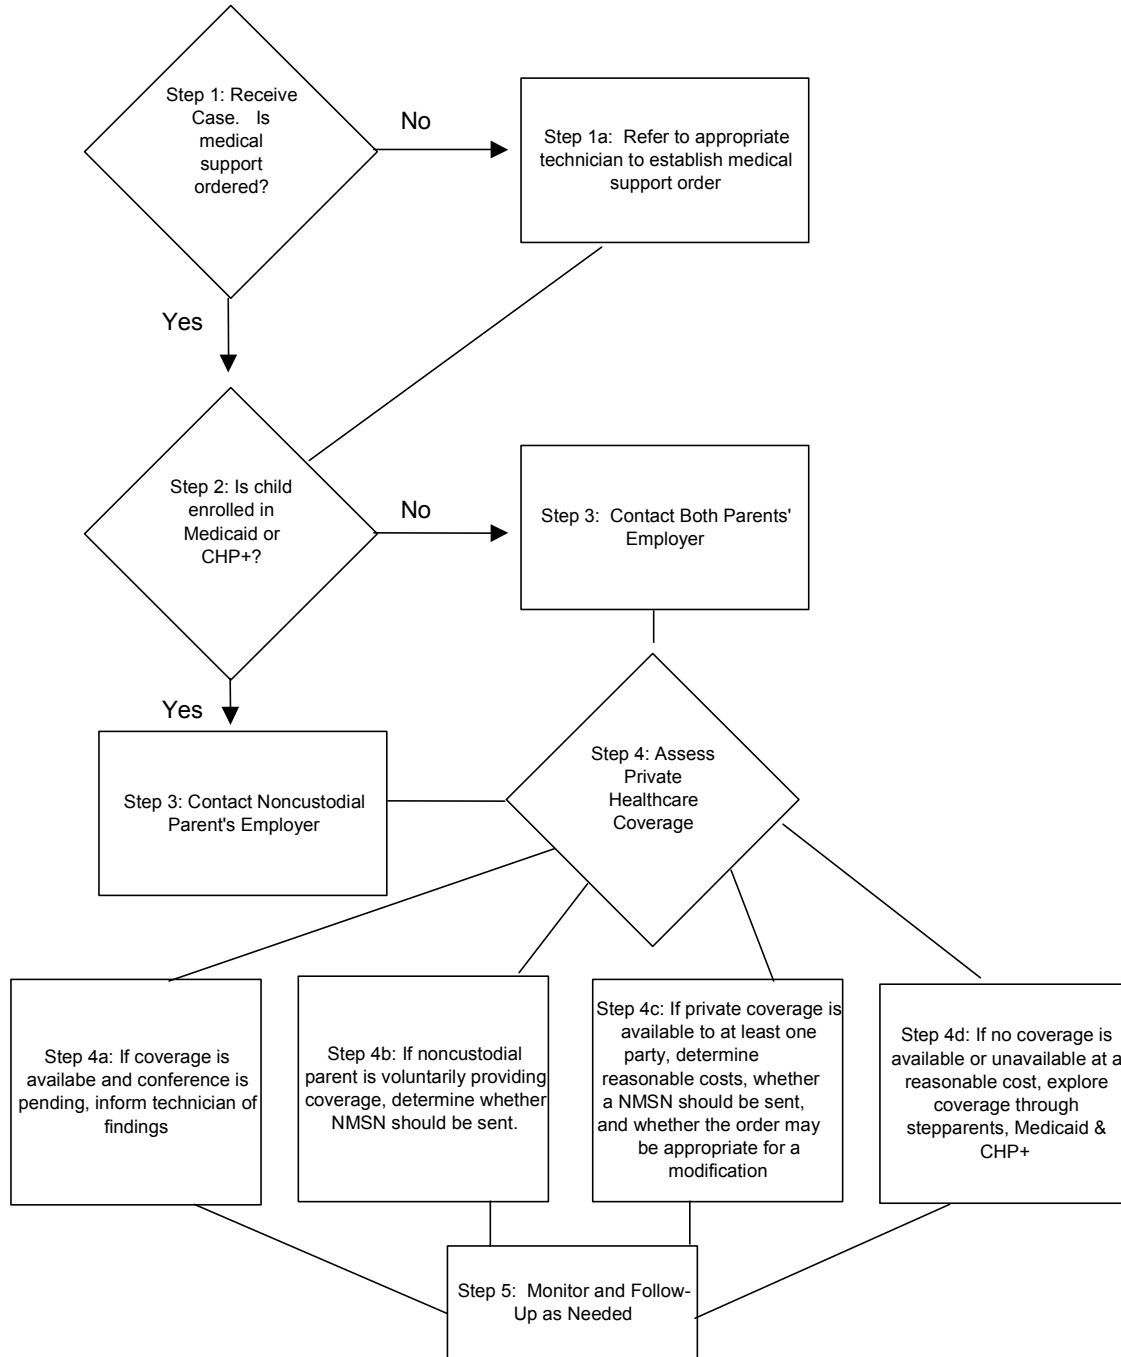 Step 1: Receive
Case. Is
medical
support
ordered?
No
Step 1a: Refer to appropriate
technician to establish medical
support order
Yes
Step 2: Is child
enrolled in
Medicaid or
CHP+?
No
Step 3: Contact Both Parents'
Employer
Yes
Step 3: Contact Noncustodial
Parent's Employer
Step 4: Assess
Private
Healthcare
Coverage
Step 4a: If coverage is
availabe and conference is
pending, inform technician of
findings
Step 4b: If noncustodial
parent is voluntarily providing
coverage, determine whether
NMSN should be sent.
Step 4c: If private coverage is
available to at least one
party, determine
reasonable costs, whether
a NMSN should be sent,
and whether the order may
be appropriate for a
modification
Step 4d: If no coverage is
available or unavailable at a
reasonable cost, explore
coverage through
stepparents, Medicaid &
CHP+
Step 5: Monitor and Follow-
Up as Needed